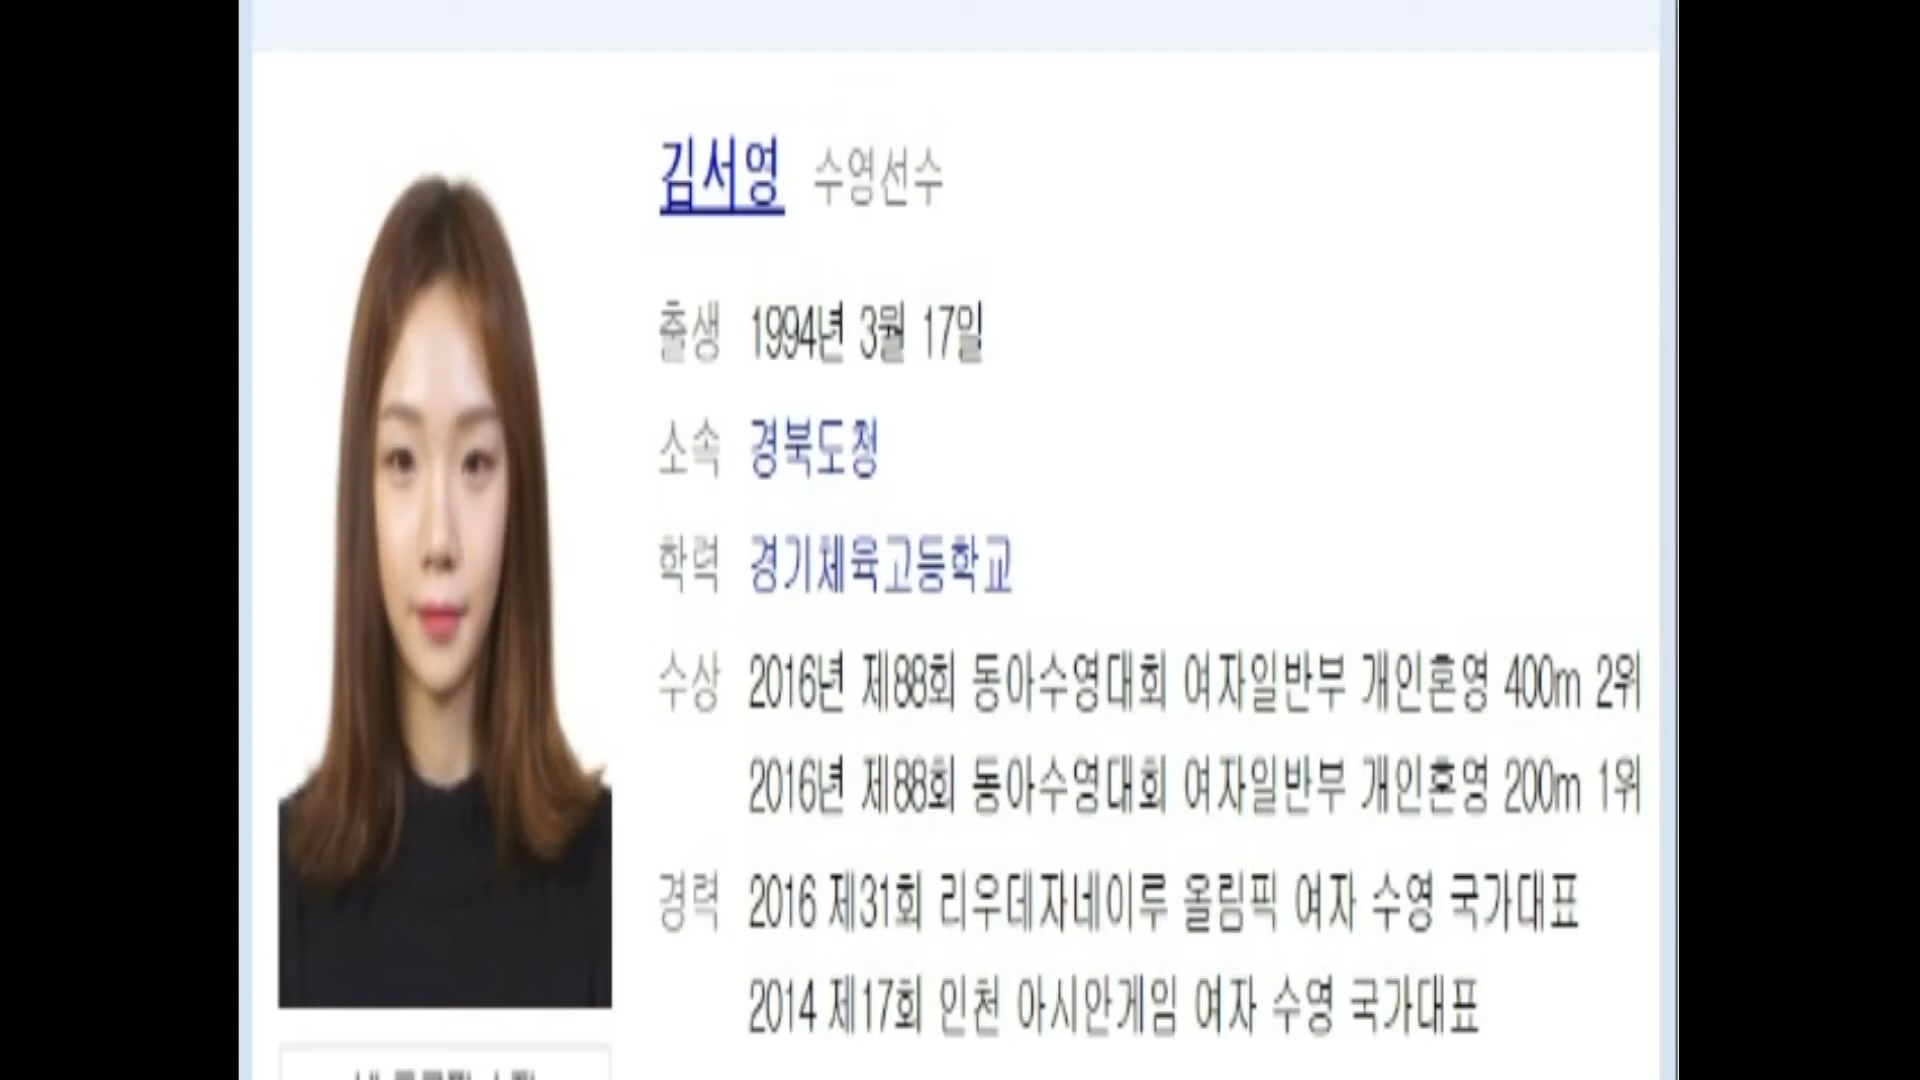 김서영 수영선수
출생 1994년 3월 17일
소속 경북도청
학력 경기체육고등학교
수상 2016년 제88회 동아수영대회 여자일반부 개인혼영 400m 2위
2016년 제88회 동아수영대회 여자일반부 개인혼영 200m 1위
경력 2016 제31회 리우데자네이루 올림픽 여자 수영 국가대표
2014 제17회 인천 아시안게임 여자 수영 국가대표